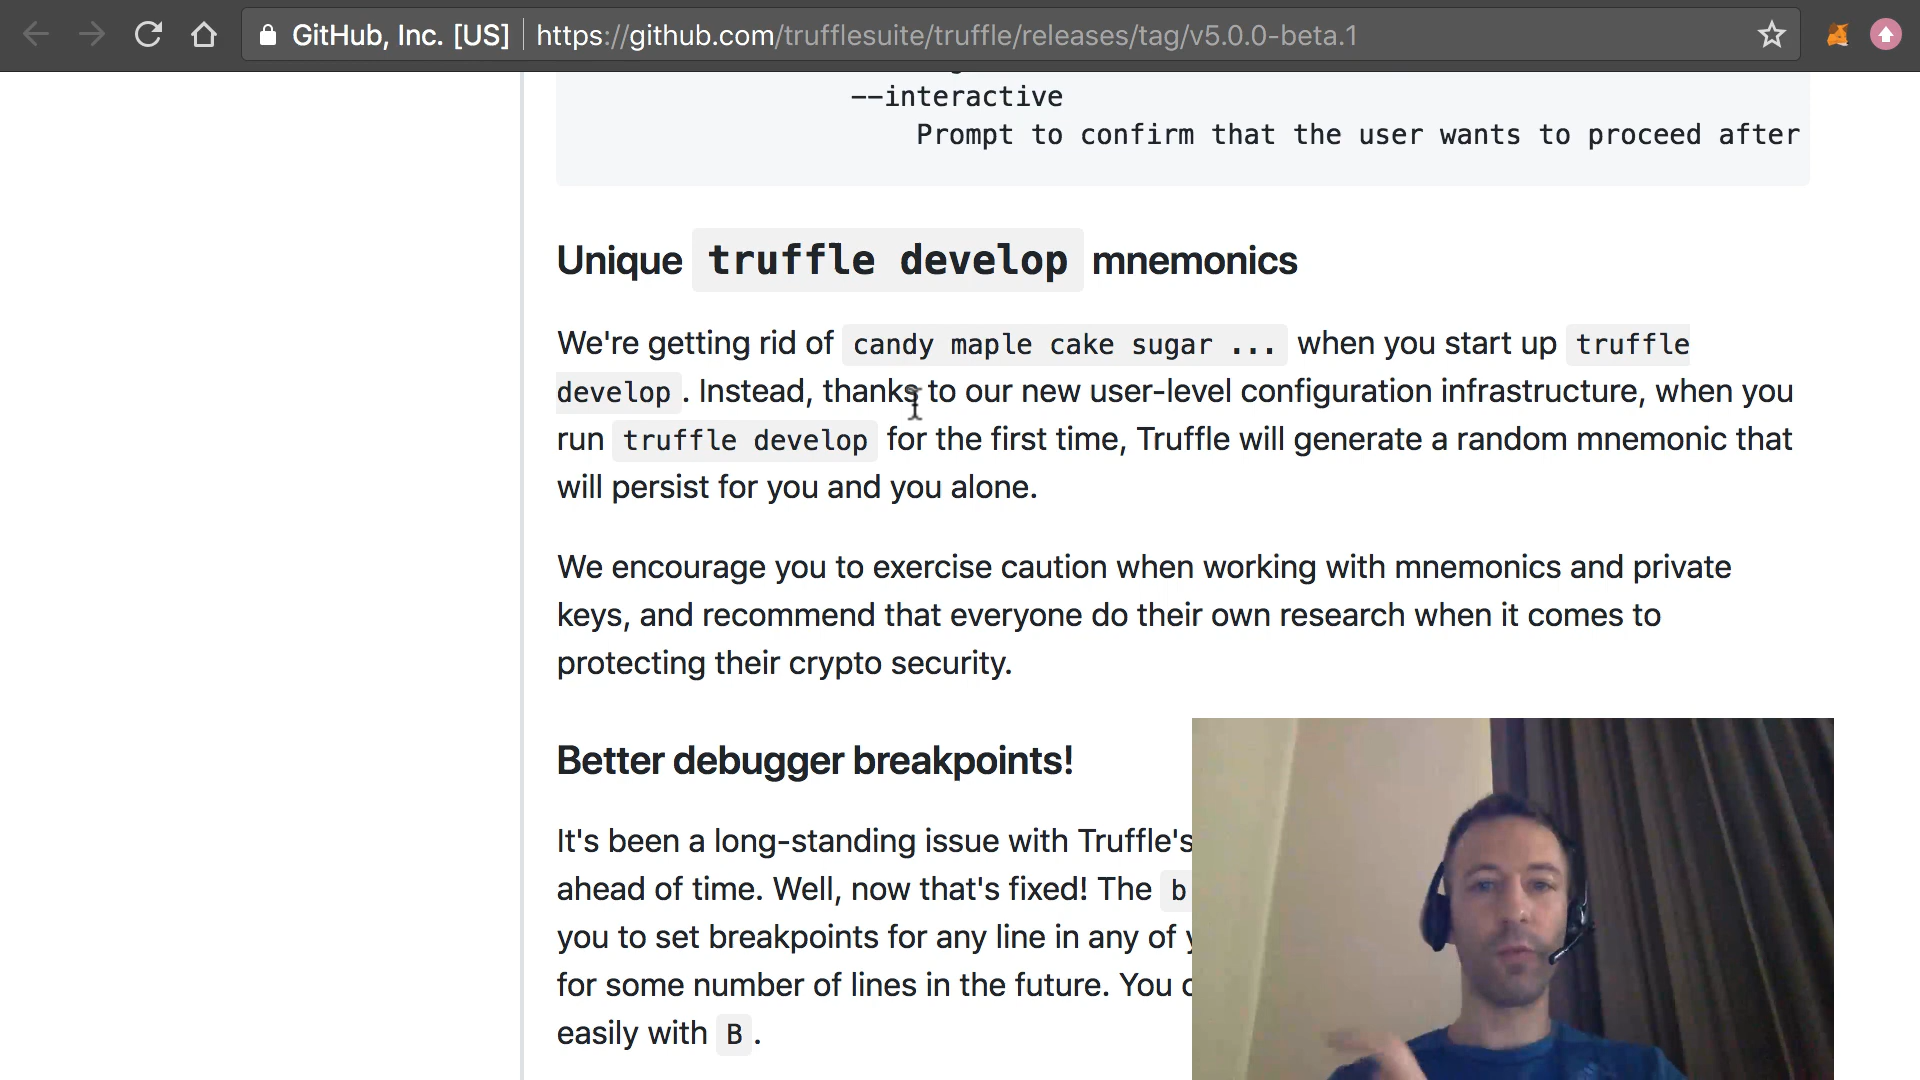 GitHub, Inc. [US] https://github.com/trufflesuite/truffle/releases/tag/v5.0.0-beta.1
--interactive
Prompt to confirm that the user wants to proceed after
Unique truffle develop mnemonics
We're getting rid of candy maple cake sugar ... when you start up truffle
develop . Instead, thanks to our new user-level configuration infrastructure, when you
run truffle develop for the first time, Truffle will generate a random mnemonic that
will persist for you and you alone.
We encourage you to exercise caution when working with mnemonics and private
keys, and recommend that everyone do their own research when it comes to
protecting their crypto security.
Better debugger breakpoints!
It's been a long-standing issue with Truffle's
ahead of time. Well, now that's fixed! The b
you to set breakpoints for any line in any of
for some number of lines in the future. You
easily with B .